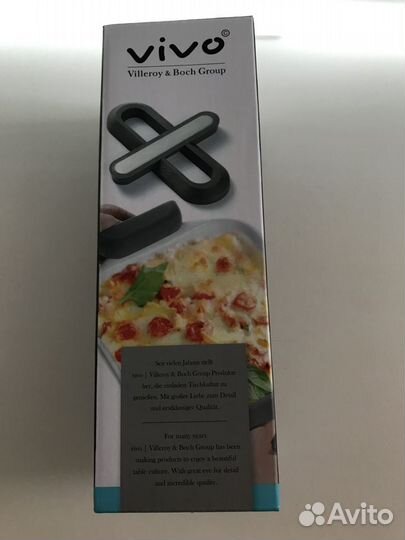 vivo©
Villeroy & Boch Group
Seit vielen Jahren stellt
vivo | Villeroy & Boch Group Produkte
her, die einladen Tischkultur zu
genießen. Mit großer Liebe zum Detail
und erstklassiger Qualität.
For many years
vivo | Villeroy & Boch Group has been
making products to enjoy a beautiful
table culture. With great eye for detail
and incredible quality.
Avito